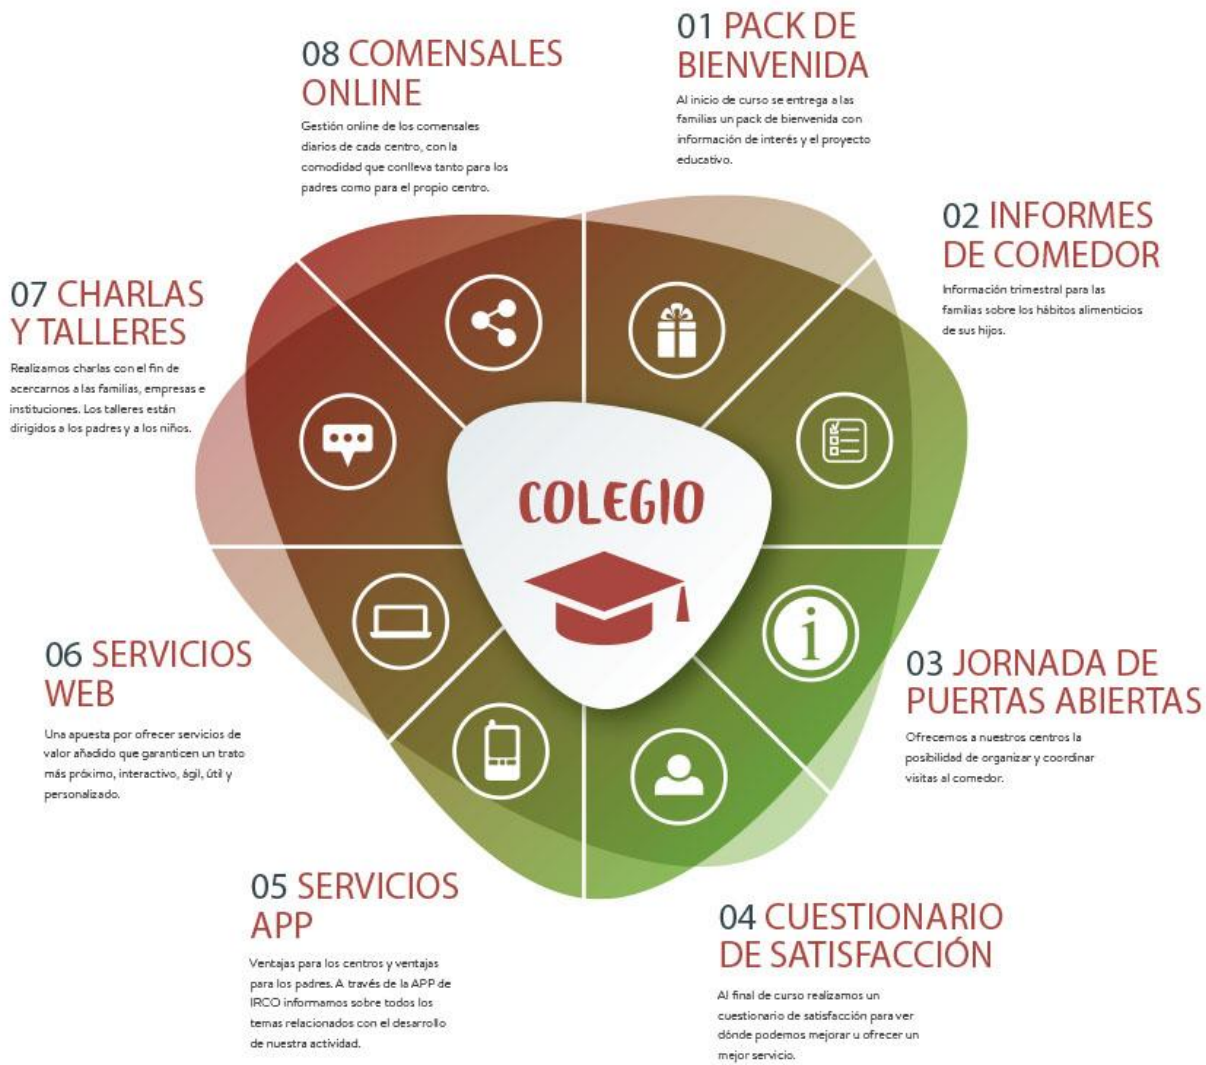 01 PACK DE
BIENVENIDA
Al inicio de curso se entrega a las
familias un pack de bienvenida con
información de interés y el proyecto
educativo.
02 INFORMES
DE COMEDOR
Información trimestral para las
familias sobre los hábitos alimenticios
de sus hijos.
03 JORNADA DE
PUERTAS ABIERTAS
Ofrecemos a nuestros centros la
posibilidad de organizar y coordinar
visitas al comedor.
04 CUESTIONARIO
DE SATISFACCIÓN
Al final de curso realizamos un
cuestionario de satisfacción para ver
dónde podemos mejorar u ofrecer un
mejor servicio.
05 SERVICIOS
APP
Ventajas para los centros y ventajas
para los padres. A través de la APP de
IRCO informamos sobre todos los
temas relacionados con el desarrollo
de nuestra actividad.
06 SERVICIOS
WEB
Una apuesta por ofrecer servicios de
valor añadido que garanticen un trato
más próximo, interactivo, ágil, útil y
personalizado.
07 CHARLAS
Y TALLERES
Realizamos charlas con el fin de
acercarnos a las familias, empresas e
instituciones. Los talleres están
dirigidos a los padres y a los niños.
08 COMENSALES
ONLINE
Gestión online de los comensales
diarios de cada centro, con la
comodidad que conlleva tanto para los
padres como para el propio centro.
COLEGIO
i